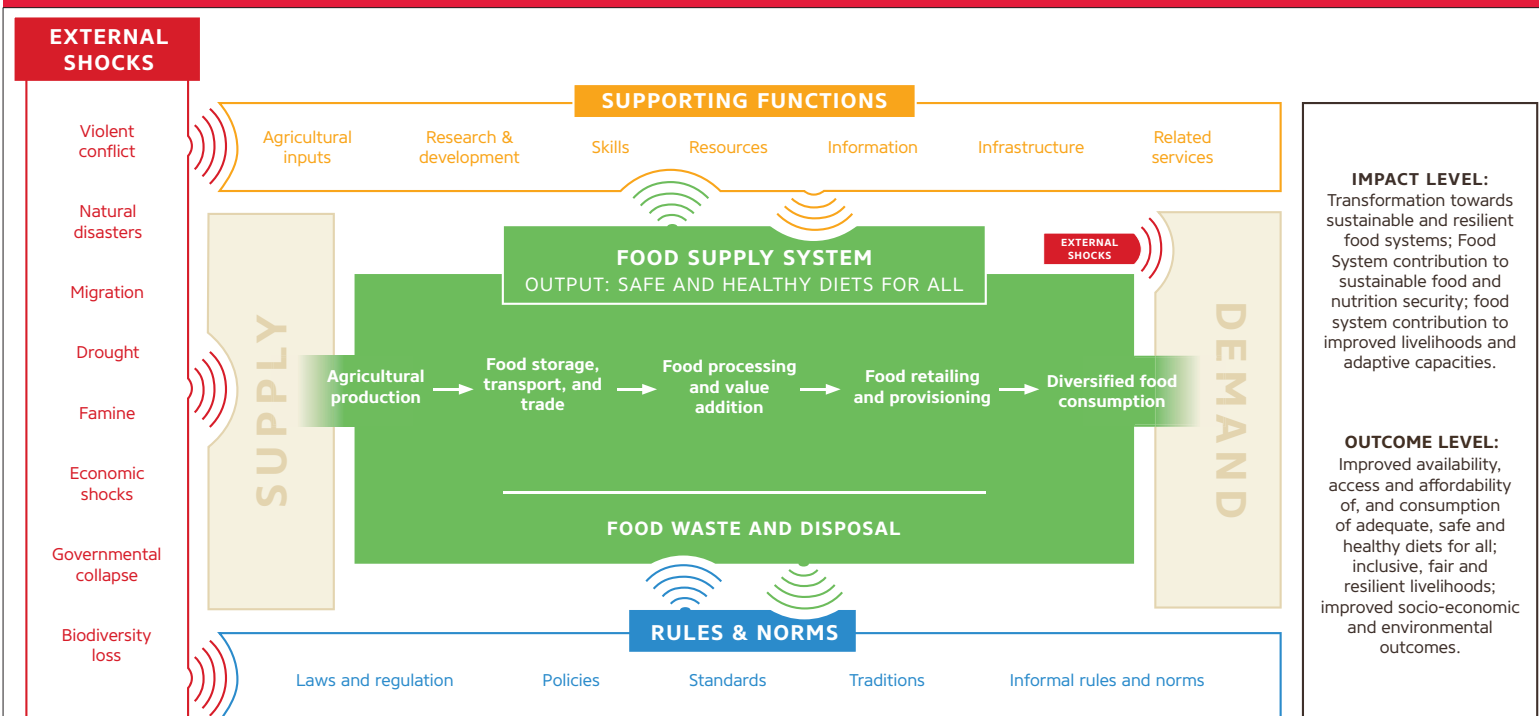 EXTERNAL
SHOCKS
Violent
conflict
Natural
disasters
Migration
Drought
Famine
Economic
shocks
Governmental
collapse
Biodiversity
loss
SUPPORTING FUNCTIONS
Agricultural
inputs
Research &
development
Skills
Resources
Information
Infrastructure
Related
services
SUPPLY
FOOD SUPPLY SYSTEM
OUTPUT: SAFE AND HEALTHY DIETS FOR ALL
EXTERNAL
SHOCKS
Agricultural
production
Food storage,
transport, and
trade
Food processing
and value
addition
Food retailing
and provisioning
Diversified food
consumption
DEMAND
FOOD WASTE AND DISPOSAL
RULES & NORMS
Laws and regulation
Policies
Standards
Traditions
Informal rules and norms
IMPACT LEVEL:
Transformation towards
sustainable and resilient
food systems; Food
System contribution to
sustainable food and
nutrition security; food
system contribution to
improved livelihoods and
adaptive capacities.
OUTCOME LEVEL:
Improved availability,
access and affordability
of, and consumption
of adequate, safe and
healthy diets for all;
inclusive, fair and
resilient livelihoods;
improved socio-economic
and environmental
outcomes.